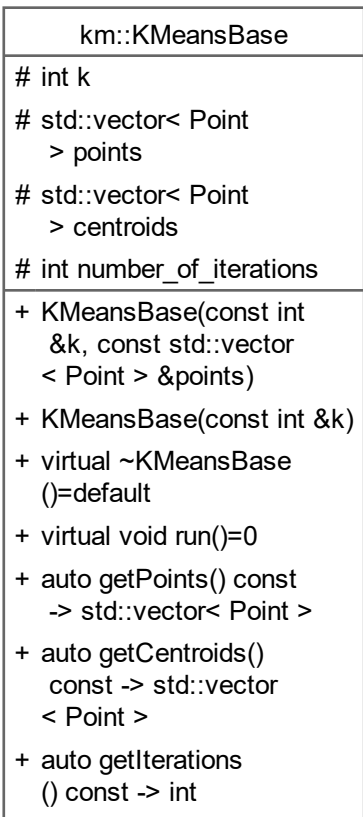 km::KMeansBase
# int k
# std::vector< Point
> points
# std::vector< Point
> centroids
# int number_of_iterations
+ KMeansBase(const int
&k, const std::vector
< Point > &points)
+ KMeansBase(const int &k)
+ virtual ~KMeansBase
()=default
+ virtual void run()=0
+ auto getPoints() const
-> std::vector< Point >
+ auto getCentroids()
const -> std::vector
< Point >
+ auto getIterations
() const -> int